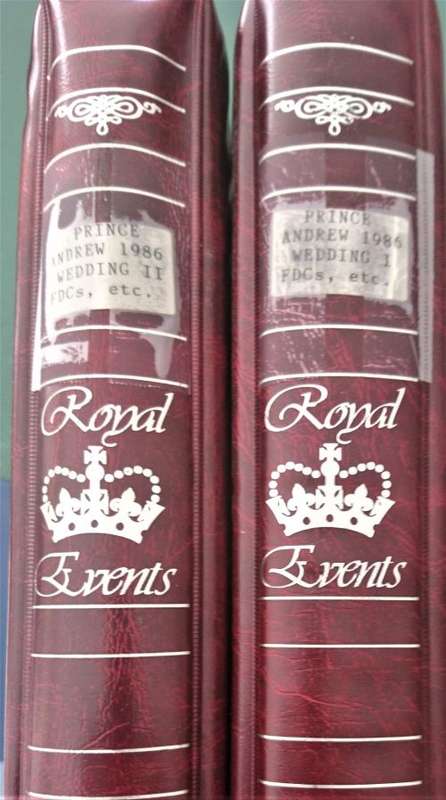 PRINCE
ANDREW 1986
WEDDING II
FDCs, etc.
Royal
Events
PRINCE
ANDREW 1986
WEDDING I
FDCs, etc.
Royal
Events